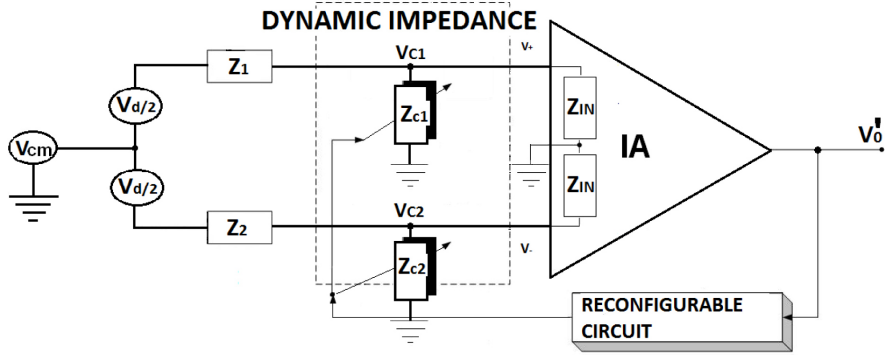 DYNAMIC IMPEDANCE
Z1
VC1
V+
Vd/2
Zc1
ZIN
IA
V0'
Vcm
Vd/2
ZIN
Z2
VC2
V-
Zc2
RECONFIGURABLE
CIRCUIT